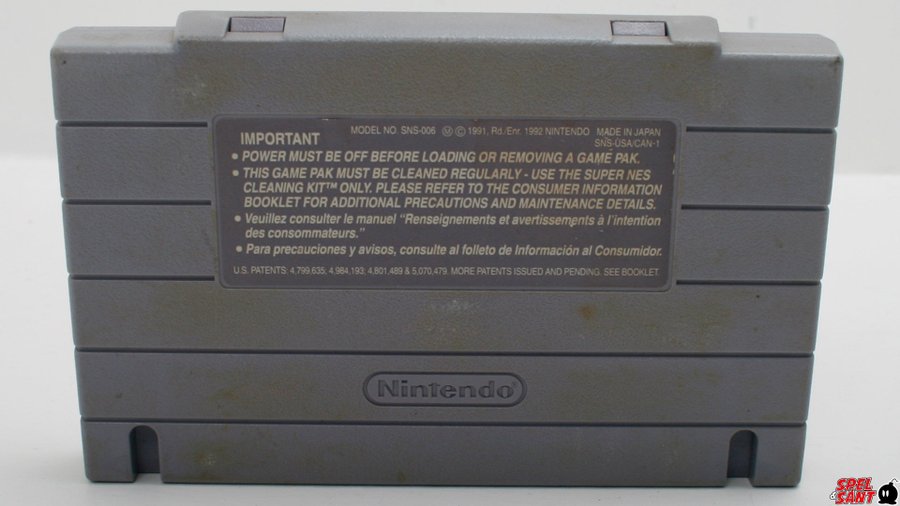 IMPORTANT
MODEL NO. SNS-006 Ⓜ © 1991, Rd./Enr. 1992 NINTENDO MADE IN JAPAN
SNS-USA/CAN-1
• POWER MUST BE OFF BEFORE LOADING OR REMOVING A GAME PAK.
• THIS GAME PAK MUST BE CLEANED REGULARLY - USE THE SUPER NES
CLEANING KIT™ ONLY. PLEASE REFER TO THE CONSUMER INFORMATION
BOOKLET FOR ADDITIONAL PRECAUTIONS AND MAINTENANCE DETAILS.
• Veuillez consulter le manuel "Renseignements et avertissements à l'intention
des consommateurs."
• Para precauciones y avisos, consulte al folleto de Información al Consumidor.
U.S. PATENTS: 4,799,635; 4,984,193; 4,801,489 & 5,070,479. MORE PATENTS ISSUED AND PENDING. SEE BOOKLET.
Nintendo
SPEL
SANT